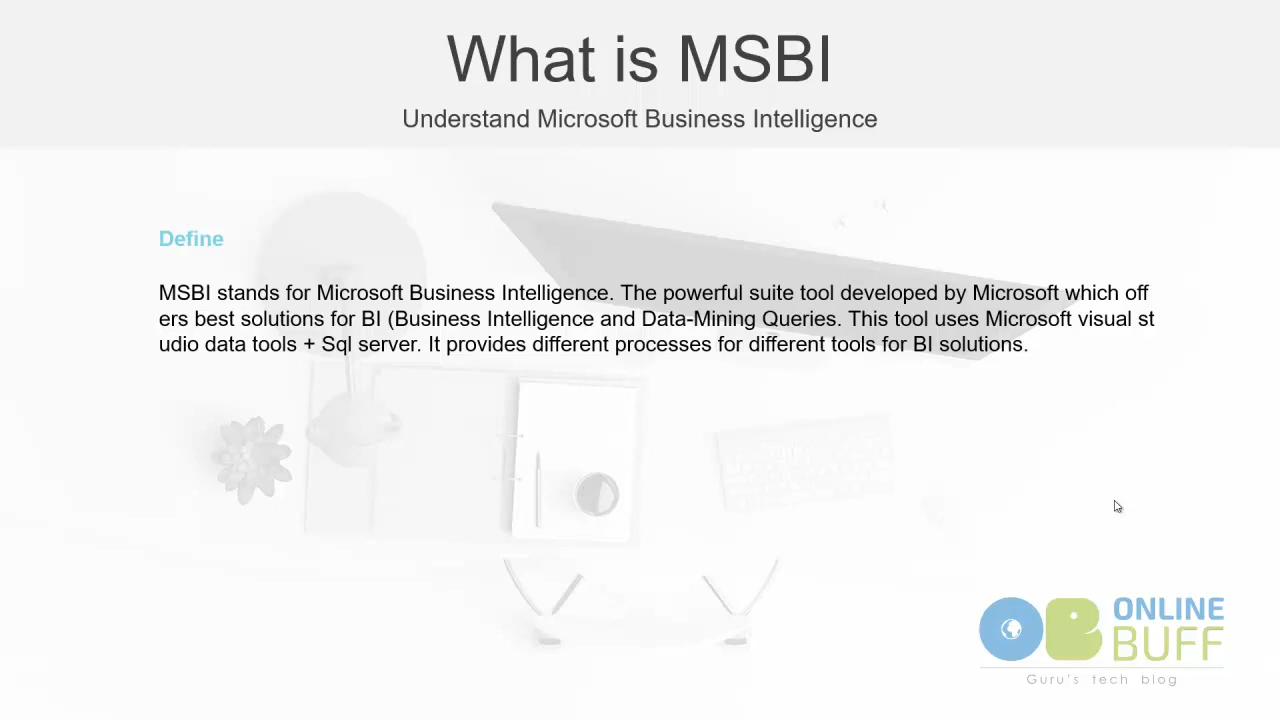 What is MSBI
Understand Microsoft Business Intelligence
Define
MSBI stands for Microsoft Business Intelligence. The powerful suite tool developed by Microsoft which off
ers best solutions for BI (Business Intelligence and Data-Mining Queries. This tool uses Microsoft visual st
udio data tools + Sql server. It provides different processes for different tools for BI solutions.
OB ONLINE
BUFF
Guru's tech blog